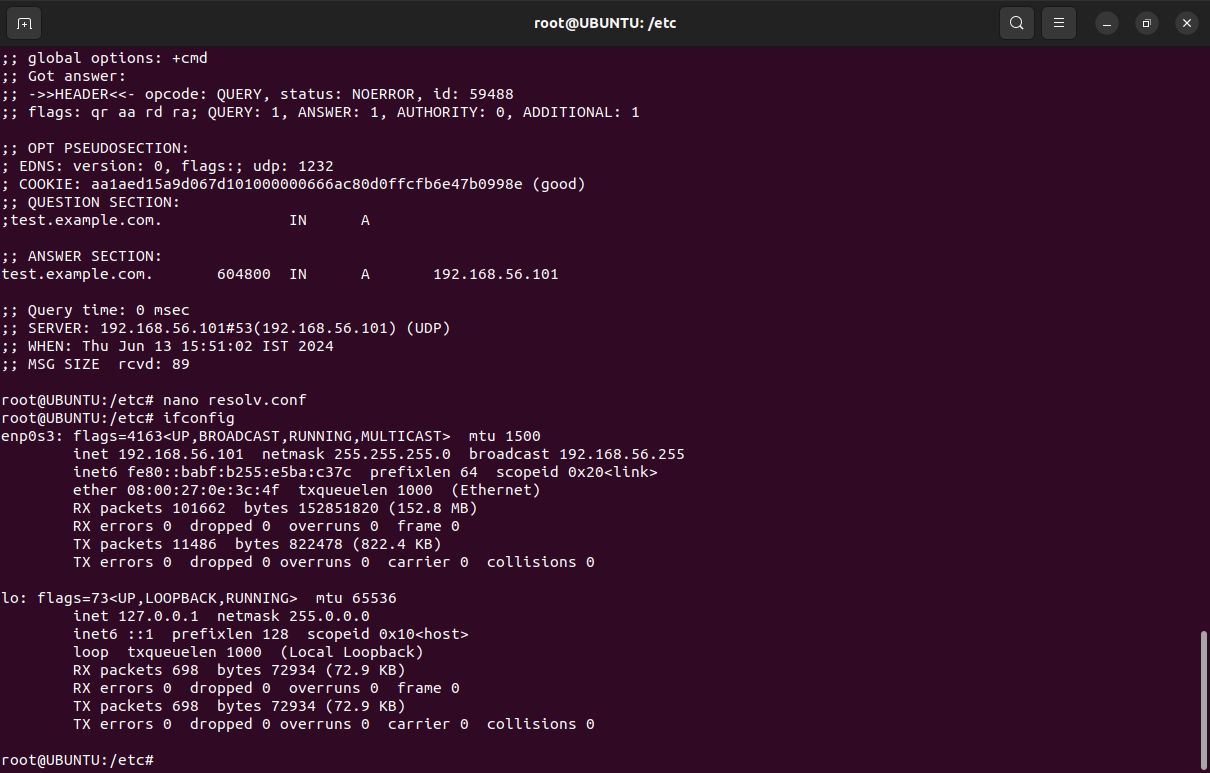 root@UBUNTU: /etc
;; global options: +cmd
;; Got answer:
;; ->>HEADER<<- opcode: QUERY, status: NOERROR, id: 59488
;; flags: qr aa rd ra; QUERY: 1, ANSWER: 1, AUTHORITY: 0, ADDITIONAL: 1

;; OPT PSEUDOSECTION:
; EDNS: version: 0, flags:; udp: 1232
; COOKIE: aa1aed15a9d067d101000000666ac80d0ffcfb6e47b0998e (good)
;; QUESTION SECTION:
;test.example.com.              IN      A

;; ANSWER SECTION:
test.example.com.       604800  IN      A       192.168.56.101

;; Query time: 0 msec
;; SERVER: 192.168.56.101#53(192.168.56.101) (UDP)
;; WHEN: Thu Jun 13 15:51:02 IST 2024
;; MSG SIZE  rcvd: 89

root@UBUNTU:/etc# nano resolv.conf
root@UBUNTU:/etc# ifconfig
enp0s3: flags=4163<UP,BROADCAST,RUNNING,MULTICAST>  mtu 1500
        inet 192.168.56.101  netmask 255.255.255.0  broadcast 192.168.56.255
        inet6 fe80::babf:b255:e5ba:c37c  prefixlen 64  scopeid 0x20<link>
        ether 08:00:27:0e:3c:4f  txqueuelen 1000  (Ethernet)
        RX packets 101662  bytes 152851820 (152.8 MB)
        RX errors 0  dropped 0  overruns 0  frame 0
        TX packets 11486  bytes 822478 (822.4 KB)
        TX errors 0  dropped 0 overruns 0  carrier 0  collisions 0

lo: flags=73<UP,LOOPBACK,RUNNING>  mtu 65536
        inet 127.0.0.1  netmask 255.0.0.0
        inet6 ::1  prefixlen 128  scopeid 0x10<host>
        loop  txqueuelen 1000  (Local Loopback)
        RX packets 698  bytes 72934 (72.9 KB)
        RX errors 0  dropped 0  overruns 0  frame 0
        TX packets 698  bytes 72934 (72.9 KB)
        TX errors 0  dropped 0 overruns 0  carrier 0  collisions 0

root@UBUNTU:/etc#